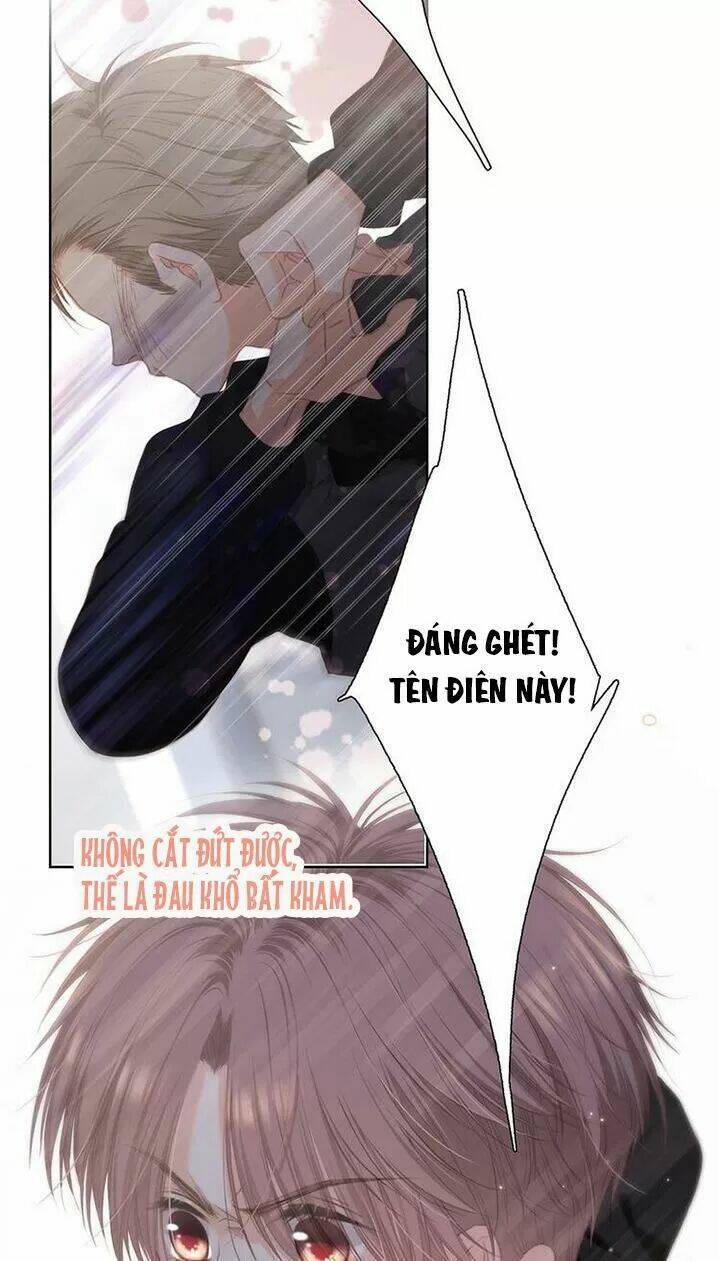 ĐÁNG GHÉT!
TÊN ĐIÊN NÀY!
KHÔNG CẮT ĐỨT ĐƯỢC,
THẾ LÀ ĐAU KHỔ BẤT KHAM.